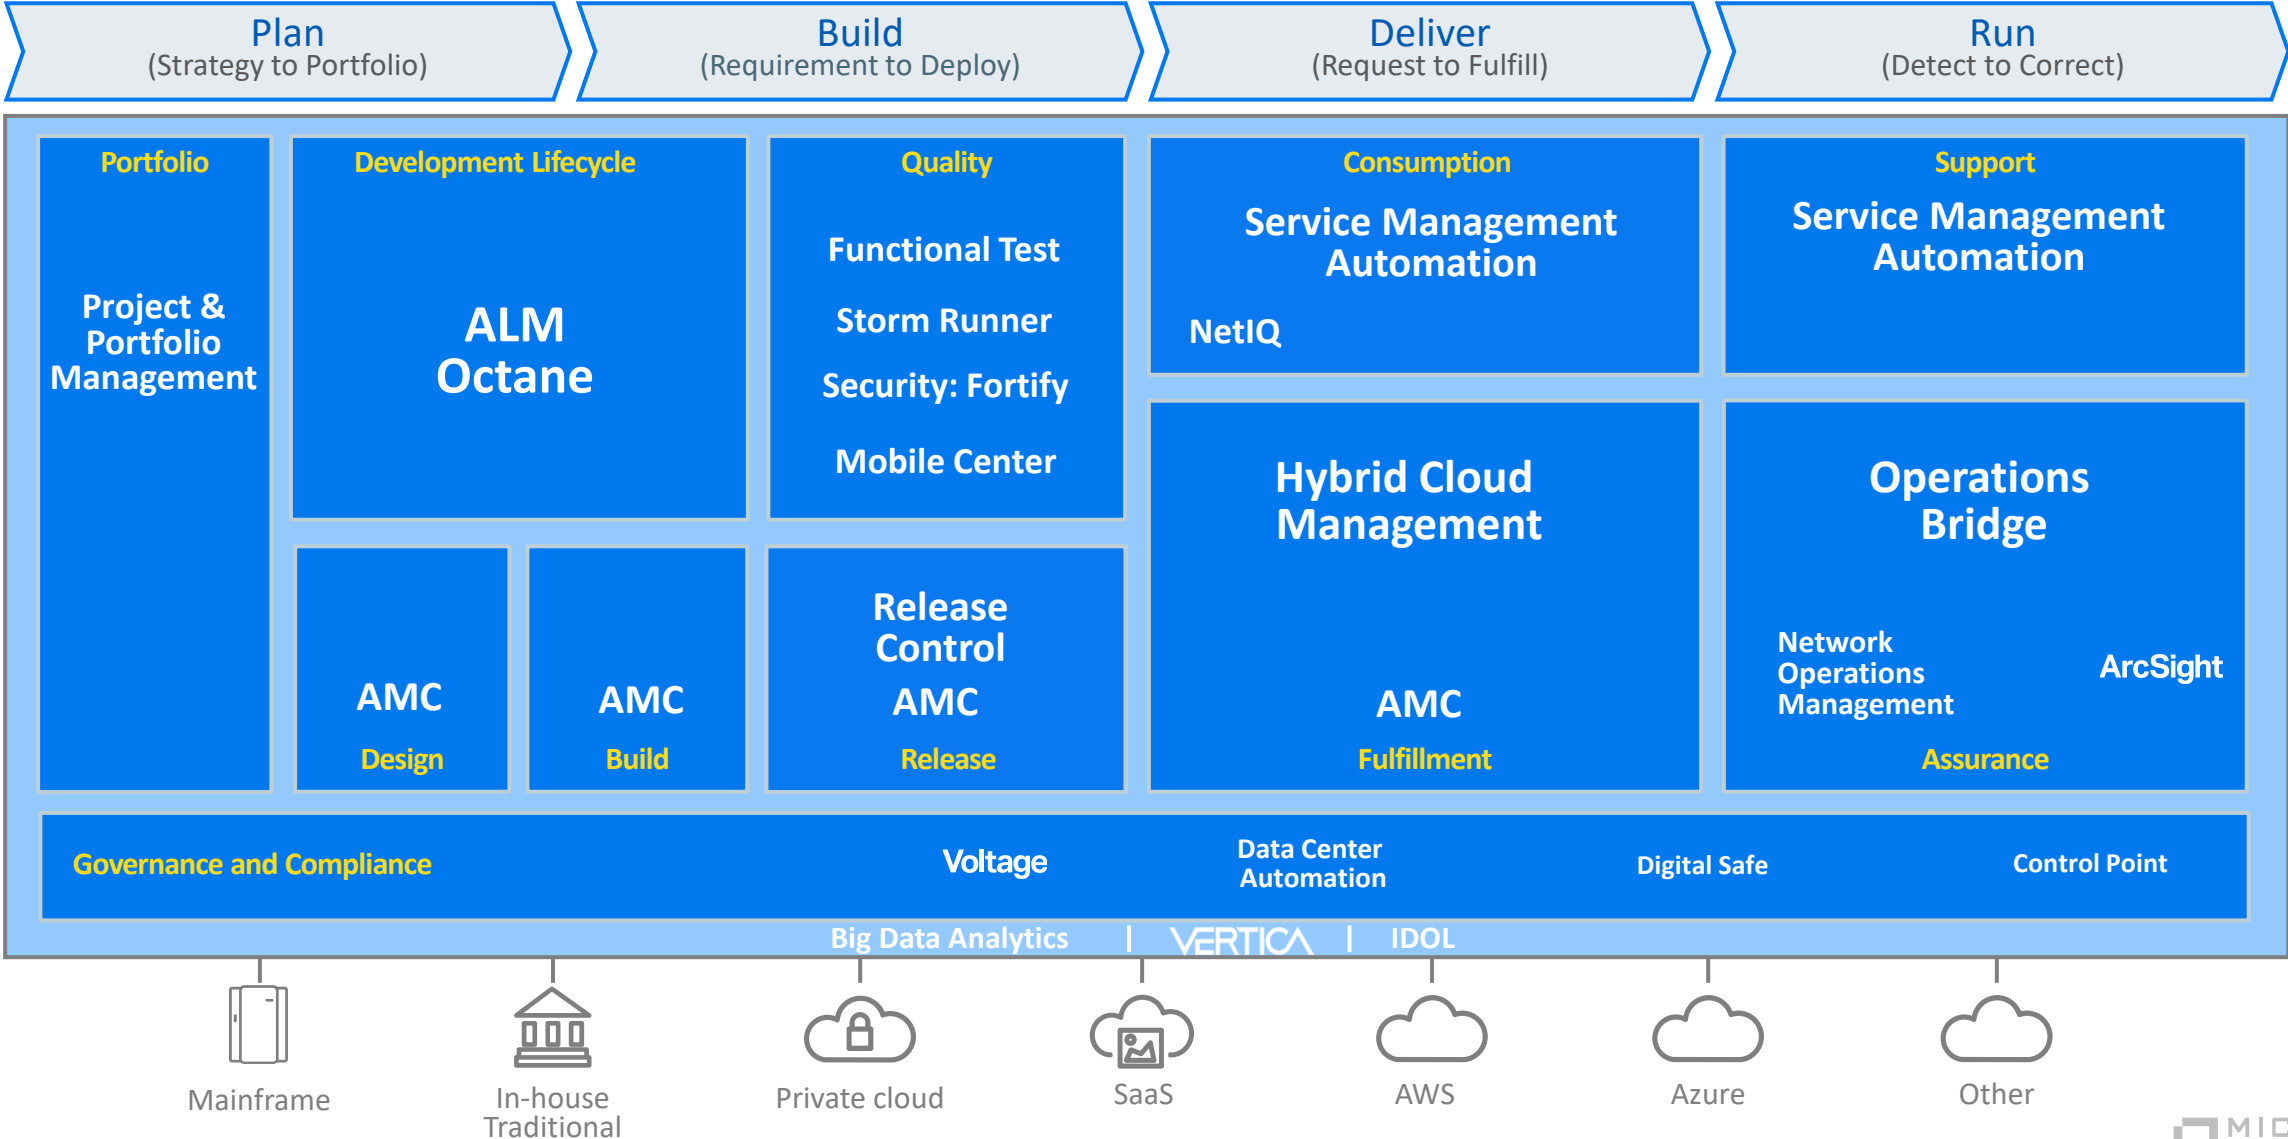 Plan
(Strategy to Portfolio)
Build
(Requirement to Deploy)
Deliver
(Request to Fulfill)
Run
(Detect to Correct)
Portfolio
Project &
Portfolio
Management
Development Lifecycle
ALM
Octane
Quality
Functional Test
Storm Runner
Security: Fortify
Mobile Center
Consumption
Service Management
Automation
NetIQ
Support
Service Management
Automation
AMC
Design
AMC
Build
Release
Control
AMC
Release
Hybrid Cloud
Management
AMC
Fulfillment
Operations
Bridge
Network
Operations
Management
ArcSight
Assurance
Governance and Compliance
Voltage
Data Center
Automation
Digital Safe
Control Point
Big Data Analytics | VERTICA | IDOL
Mainframe
In-house
Traditional
Private cloud
SaaS
AWS
Azure
Other